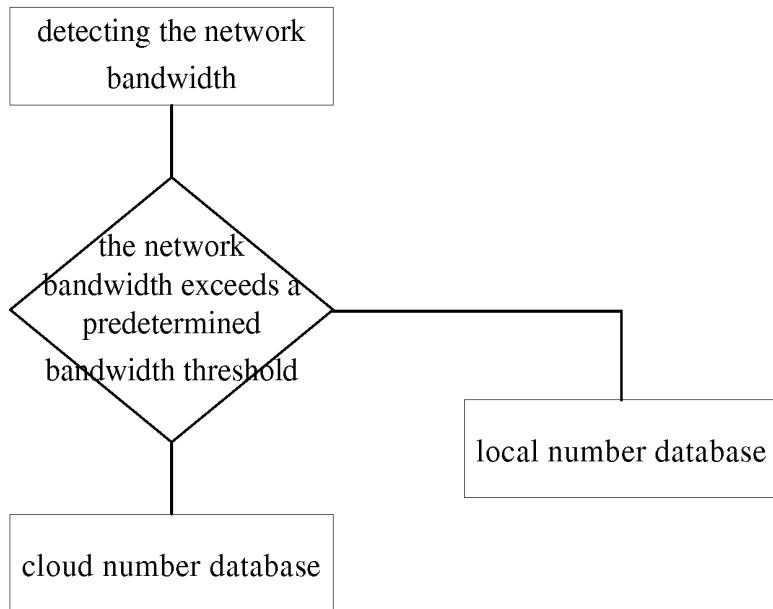 detecting the network
bandwidth
the network
bandwidth exceeds a
predetermined
bandwidth threshold
local number database
cloud number database